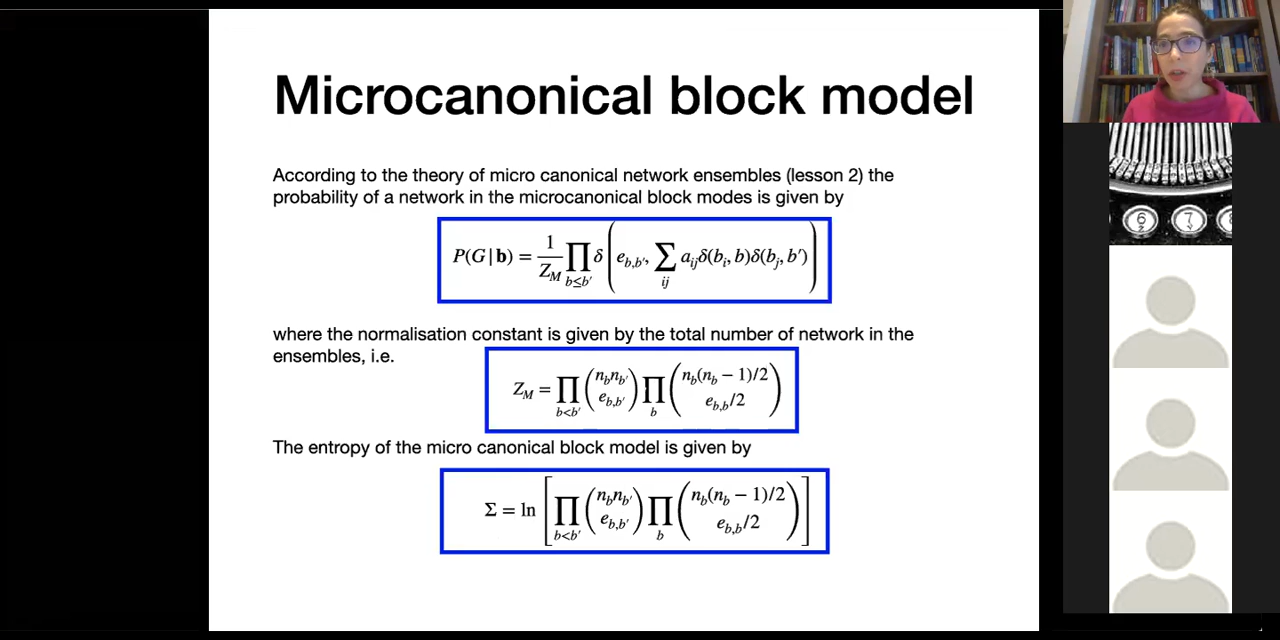 Microcanonical block model
According to the theory of micro canonical network ensembles (lesson 2) the
probability of a network in the microcanonical block modes is given by
P(G|b) = 1/Z_M ∏_{b≤b'} δ( e_{b,b'}, ∑_{ij} a_{ij}δ(b_i, b)δ(b_j, b') )
where the normalisation constant is given by the total number of network in the
ensembles, i.e.
Z_M = ∏_{b<b'} (n_b n_{b'} / e_{b,b'}) ∏_b (n_b(n_b − 1)/2 / e_{b,b}/2)
The entropy of the micro canonical block model is given by
Σ = ln [ ∏_{b<b'} (n_b n_{b'} / e_{b,b'}) ∏_b (n_b(n_b − 1)/2 / e_{b,b}/2) ]
6
7